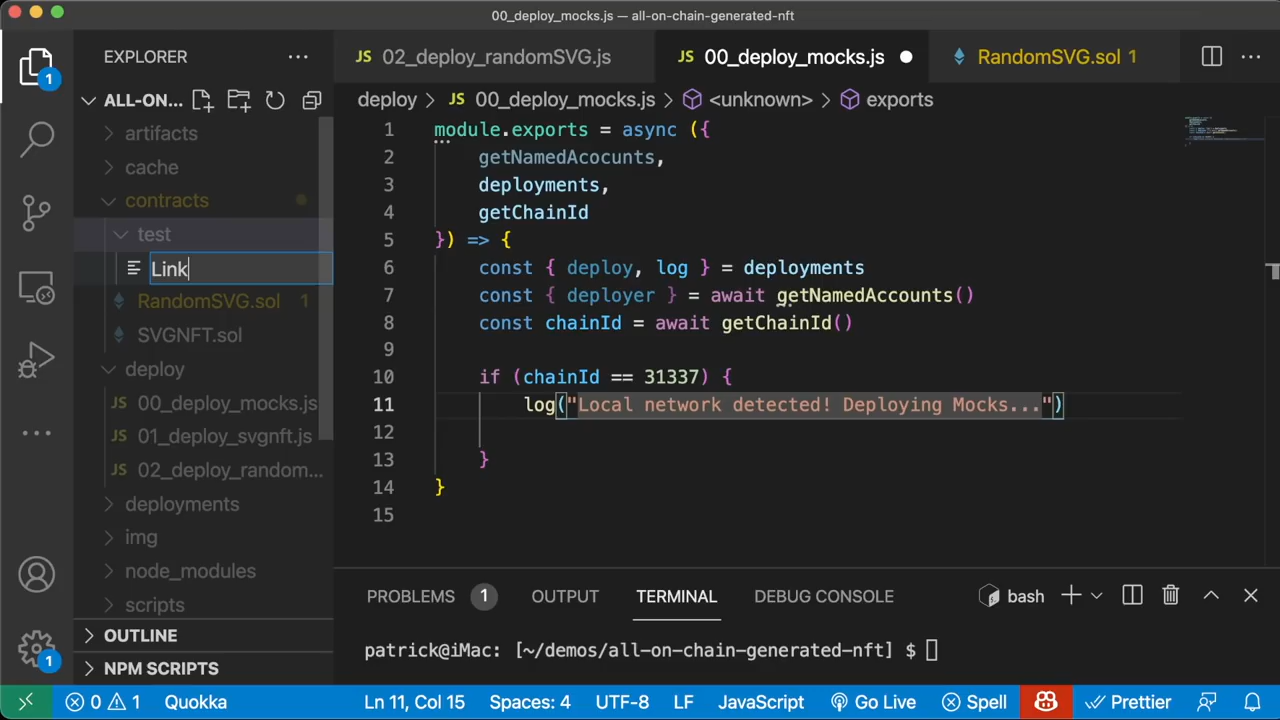 00_deploy_mocks.js — all-on-chain-generated-nft
EXPLORER
JS 02_deploy_randomSVG.js
JS 00_deploy_mocks.js
RandomSVG.sol 1
1
ALL-ON...
deploy > JS 00_deploy_mocks.js > <unknown> > exports
artifacts
cache
contracts
test
Link
RandomSVG.sol 1
SVGNFT.sol
deploy
JS 00_deploy_mocks.js
JS 01_deploy_svgnft.js
JS 02_deploy_random...
deployments
img
node_modules
scripts
OUTLINE
NPM SCRIPTS
1 module.exports = async ({
2 getNamedAcocunts,
3 deployments,
4 getChainId
5 }) => {
6 const { deploy, log } = deployments
7 const { deployer } = await getNamedAccounts()
8 const chainId = await getChainId()
9
10 if (chainId == 31337) {
11 log("Local network detected! Deploying Mocks...")
12
13 }
14 }
15
PROBLEMS 1 OUTPUT TERMINAL DEBUG CONSOLE bash
patrick@iMac: [~/demos/all-on-chain-generated-nft] $
1
0 1 Quokka Ln 11, Col 15 Spaces: 4 UTF-8 LF JavaScript Go Live Spell Prettier